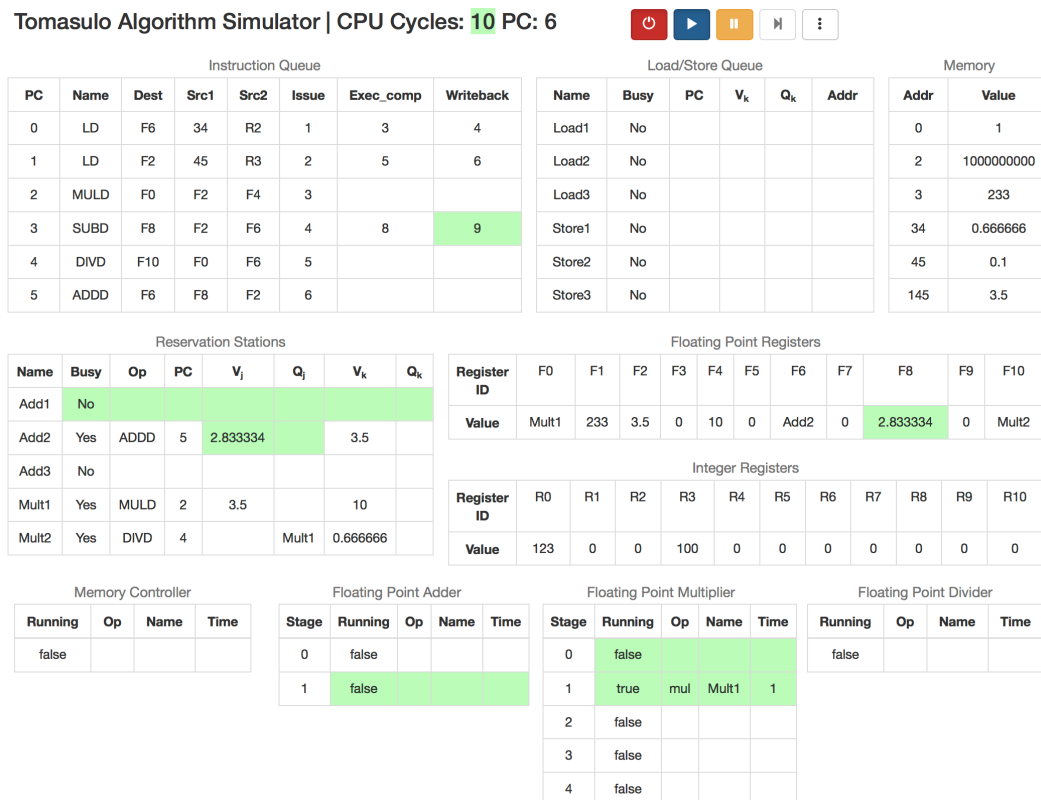 Tomasulo Algorithm Simulator | CPU Cycles: 10 PC: 6
Instruction Queue
PC Name Dest Src1 Src2 Issue Exec_comp Writeback
0 LD F6 34 R2 1 3 4
1 LD F2 45 R3 2 5 6
2 MULD F0 F2 F4 3
3 SUBD F8 F2 F6 4 8 9
4 DIVD F10 F0 F6 5
5 ADDD F6 F8 F2 6
Load/Store Queue
Name Busy PC Vk Qk Addr
Load1 No
Load2 No
Load3 No
Store1 No
Store2 No
Store3 No
Memory
Addr Value
0 1
2 1000000000
3 233
34 0.666666
45 0.1
145 3.5
Reservation Stations
Name Busy Op PC Vj Qj Vk Qk
Add1 No
Add2 Yes ADDD 5 2.833334 3.5
Add3 No
Mult1 Yes MULD 2 3.5 10
Mult2 Yes DIVD 4 Mult1 0.666666
Floating Point Registers
Register ID F0 F1 F2 F3 F4 F5 F6 F7 F8 F9 F10
Value Mult1 233 3.5 0 10 0 Add2 0 2.833334 0 Mult2
Integer Registers
Register ID R0 R1 R2 R3 R4 R5 R6 R7 R8 R9 R10
Value 123 0 0 100 0 0 0 0 0 0 0
Memory Controller
Running Op Name Time
false
Floating Point Adder
Stage Running Op Name Time
0 false
1 false
Floating Point Multiplier
Stage Running Op Name Time
0 false
1 true mul Mult1 1
2 false
3 false
4 false
Floating Point Divider
Running Op Name Time
false